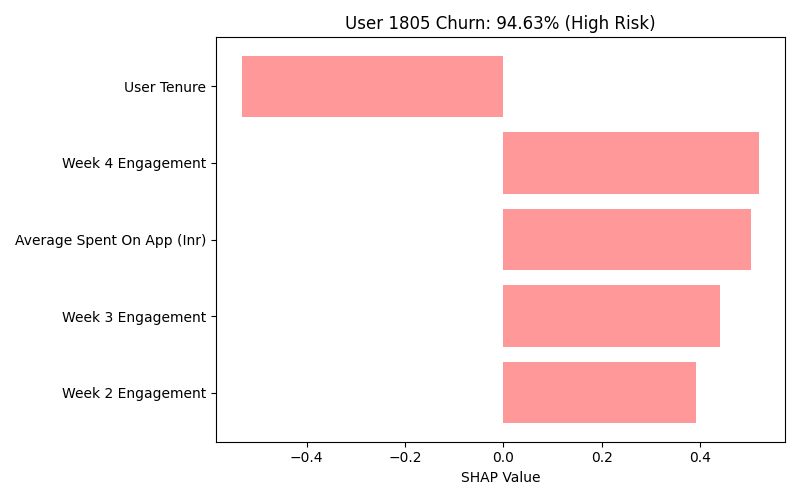 User 1805 Churn: 94.63% (High Risk)
User Tenure
Week 4 Engagement
Average Spent On App (Inr)
Week 3 Engagement
Week 2 Engagement
−0.4 −0.2 0.0 0.2 0.4
SHAP Value